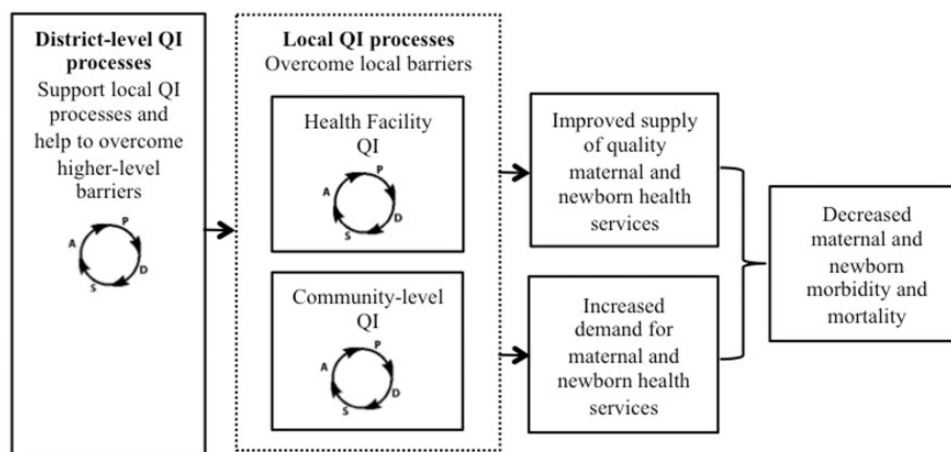 District-level QI
processes
Support local QI
processes and
help to overcome
higher-level
barriers
P
A
D
S
Local QI processes
Overcome local barriers
Health Facility
QI
P
A
D
S
Community-level
QI
P
A
D
S
Improved supply
of quality
maternal and
newborn health
services
Increased
demand for
maternal and
newborn health
services
Decreased
maternal and
newborn
morbidity and
mortality